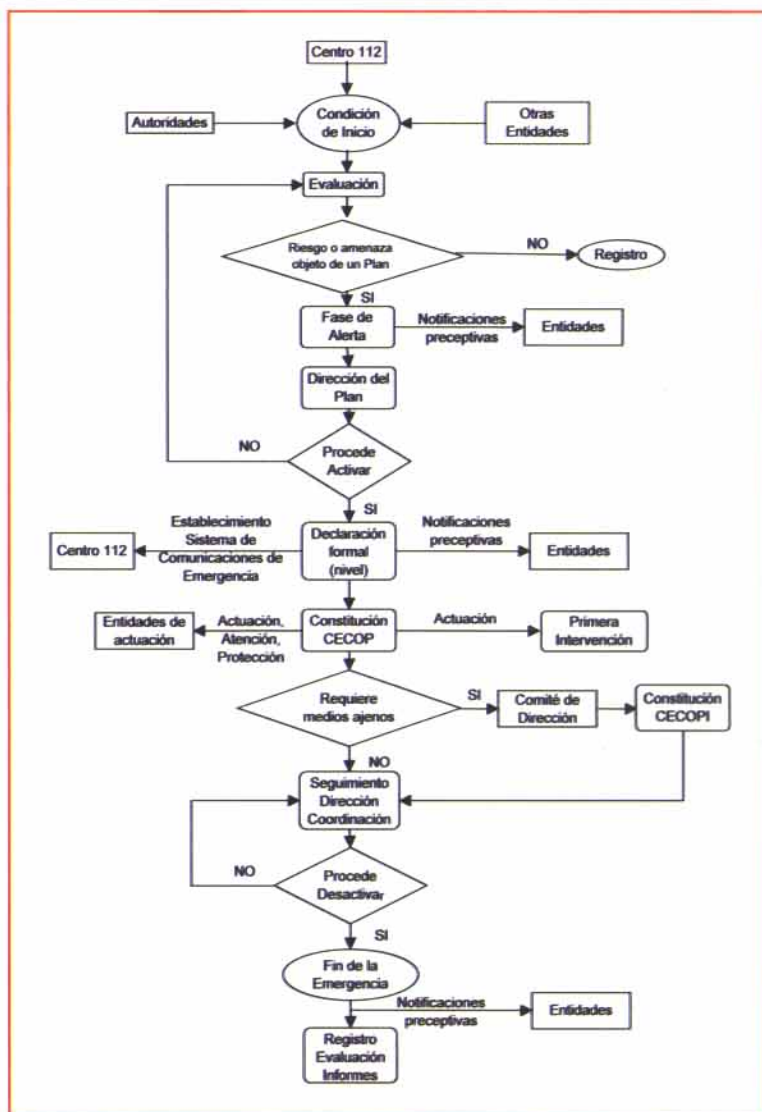 Centro 112
Autoridades
Condición
de Inicio
Otras
Entidades
Evaluación
Riesgo o amenaza
objeto de un Plan
NO
Registro
SI
Fase de
Alerta
Notificaciones
preceptivas
Entidades
Dirección del
Plan
NO
Procede
Activar
SI
Centro 112
Establecimiento
Sistema de
Comunicaciones de
Emergencia
Declaración
formal
(nivel)
Notificaciones
preceptivas
Entidades
Entidades de
actuación
Actuación,
Atención,
Protección
Constitución
CECOP
Actuación
Primera
Intervención
Requiere
medios ajenos
SI
Comité de
Dirección
Constitución
CECOPI
NO
Seguimiento
Dirección
Coordinación
NO
Procede
Desactivar
SI
Fin de la
Emergencia
Notificaciones
preceptivas
Entidades
Registro
Evaluación
Informes